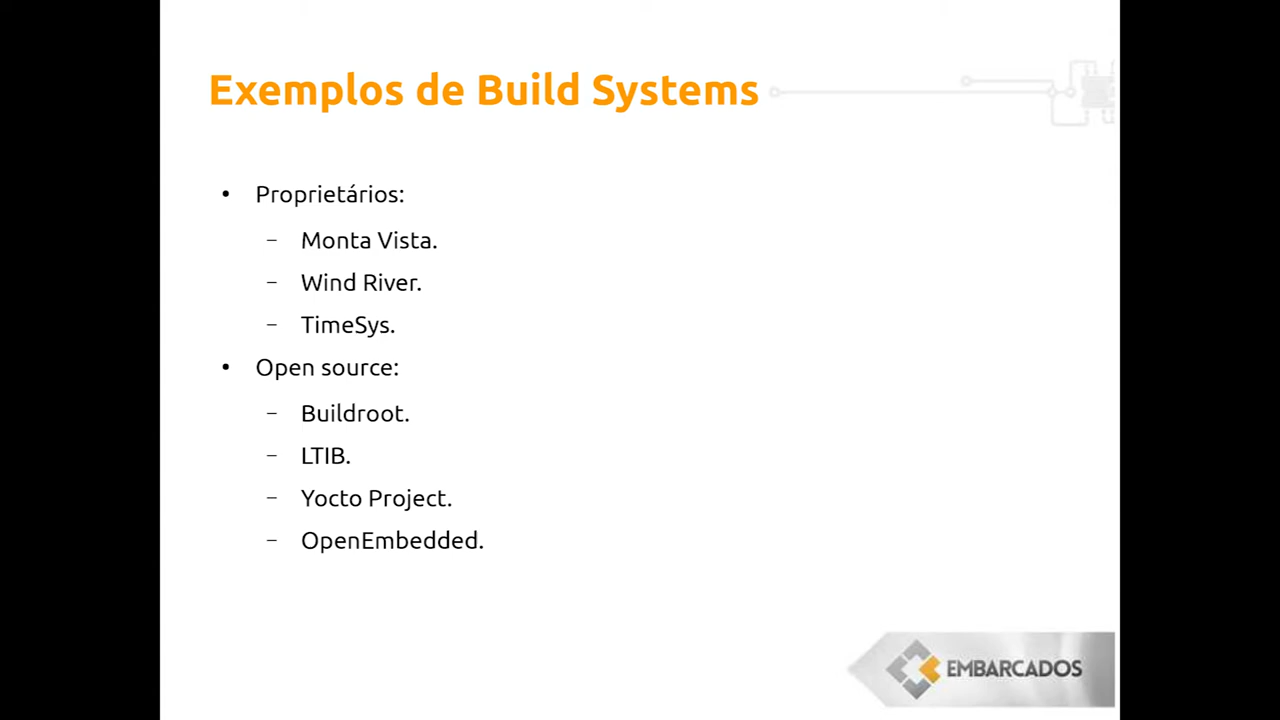 Exemplos de Build Systems
• Proprietários:
– Monta Vista.
– Wind River.
– TimeSys.
• Open source:
– Buildroot.
– LTIB.
– Yocto Project.
– OpenEmbedded.
EMBARCADOS